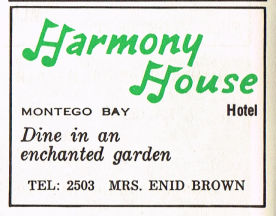 Harmony
House
MONTEGO BAY Hotel
Dine in an
enchanted garden
TEL: 2503 MRS. ENID BROWN